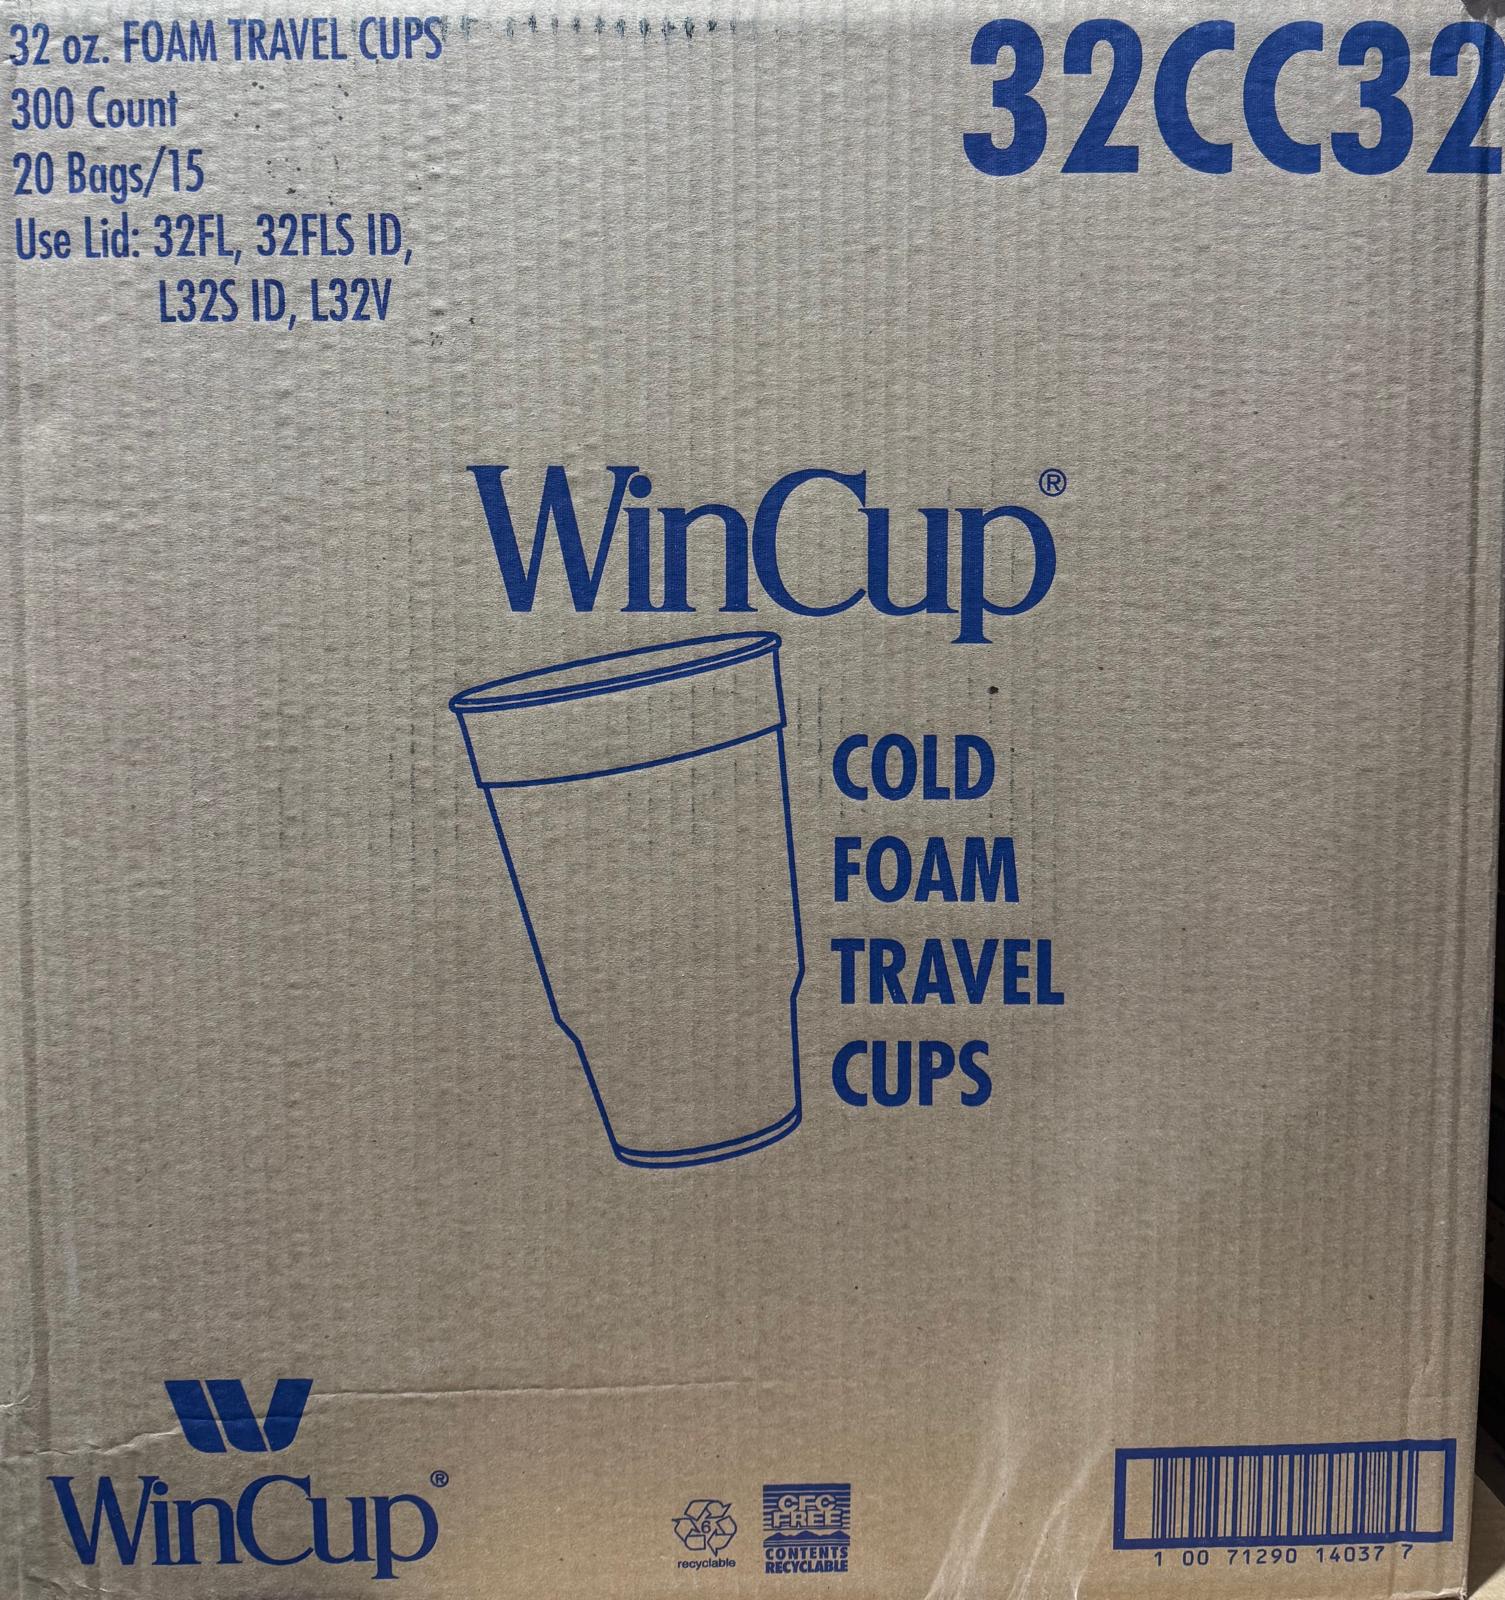 32 oz. FOAM TRAVEL CUPS
300 Count
20 Bags/15
Use Lid: 32FL, 32FLS ID,
L32S ID, L32V
32CC32
WinCup®
COLD
FOAM
TRAVEL
CUPS
WinCup®
6
recyclable
CFC
FREE
CONTENTS
RECYCLABLE
1 00 71290 14037 7